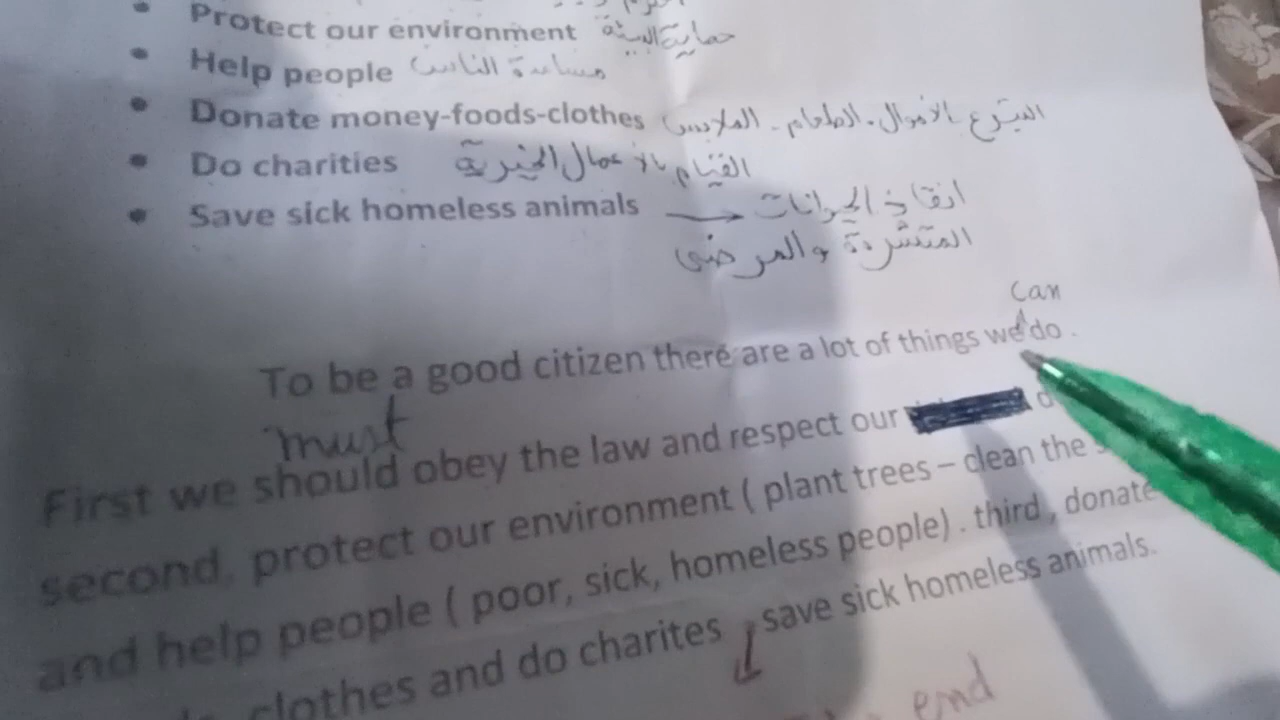 Protect our environment حماية البيئة
Help people مساعدة الناس
Donate money-foods-clothes التبرع بالأموال - الطعام - الملابس
Do charities القيام بالأعمال الخيرية
Save sick homeless animals انقاذ الحيوانات
المتشردة والمرضى
can
To be a good citizen there are a lot of things we do .
must
First we should obey the law and respect our
second, protect our environment ( plant trees – clean the
and help people ( poor, sick, homeless people) . third , donate
clothes and do charites , save sick homeless animals.
end